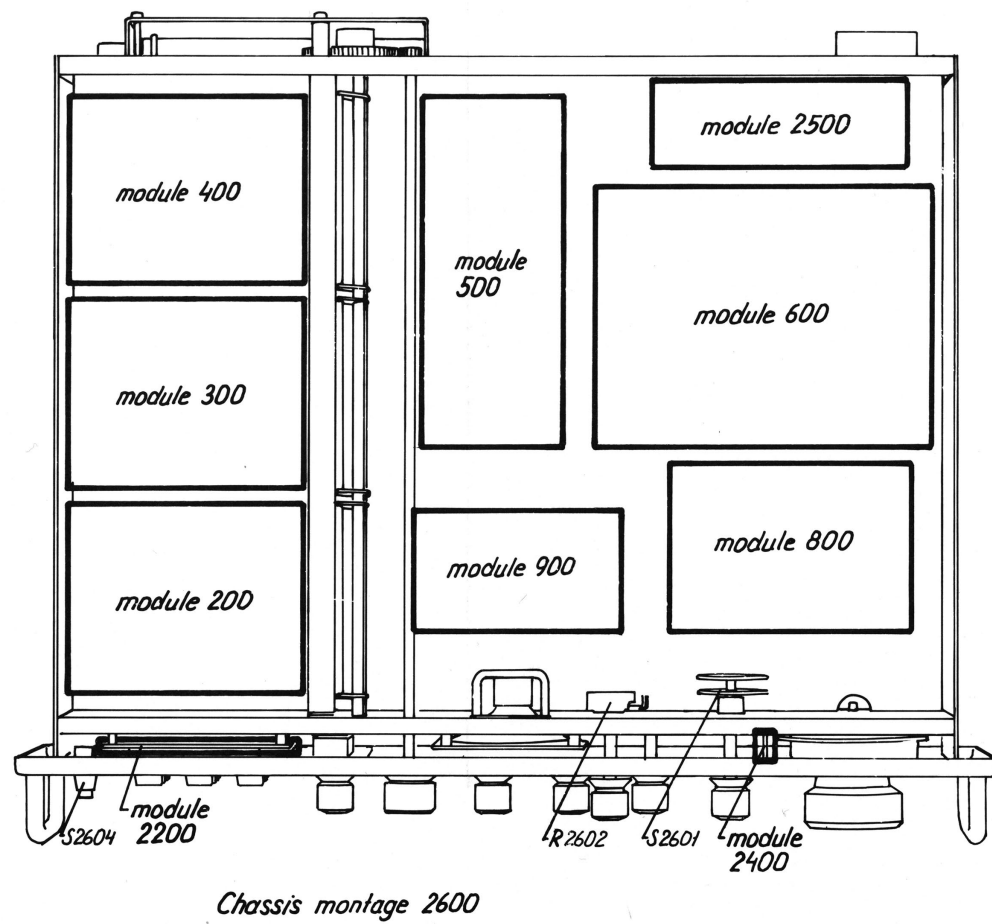 module 2500
module 400
module
500
module 600
module 300
module 800
module 900
module 200
S2604
module
2200
R2602
S2601
module
2400
Chassis montage 2600